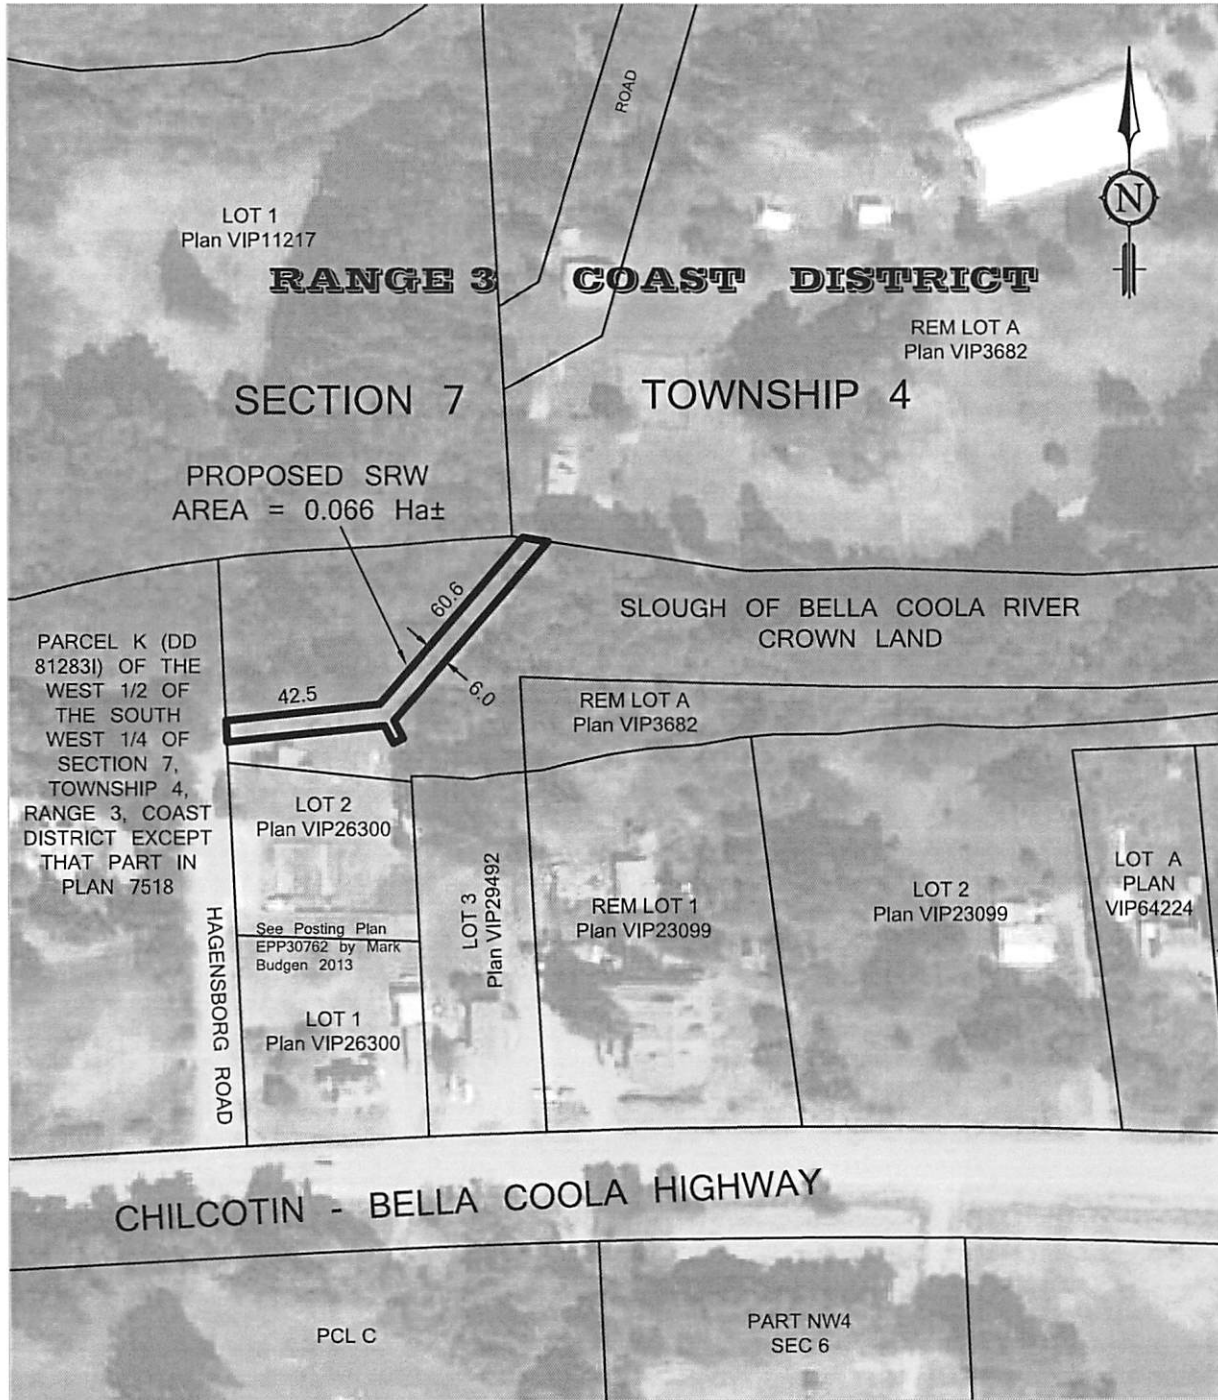 ROAD
N
LOT 1
Plan VIP11217
RANGE 3 COAST DISTRICT
REM LOT A
Plan VIP3682
SECTION 7 TOWNSHIP 4
PROPOSED SRW
AREA = 0.066 Ha±
60.6
SLOUGH OF BELLA COOLA RIVER
CROWN LAND
PARCEL K (DD
81283I) OF THE
WEST 1/2 OF
THE SOUTH
WEST 1/4 OF
SECTION 7,
TOWNSHIP 4,
RANGE 3, COAST
DISTRICT EXCEPT
THAT PART IN
PLAN 7518
42.5
6.0
REM LOT A
Plan VIP3682
LOT 2
Plan VIP26300
LOT 3
Plan VIP29492
REM LOT 1
Plan VIP23099
LOT 2
Plan VIP23099
LOT A
PLAN
VIP64224
HAGENSBORG ROAD
See Posting Plan
EPP30762 by Mark
Budgen 2013
LOT 1
Plan VIP26300
CHILCOTIN - BELLA COOLA HIGHWAY
PCL C
PART NW4
SEC 6